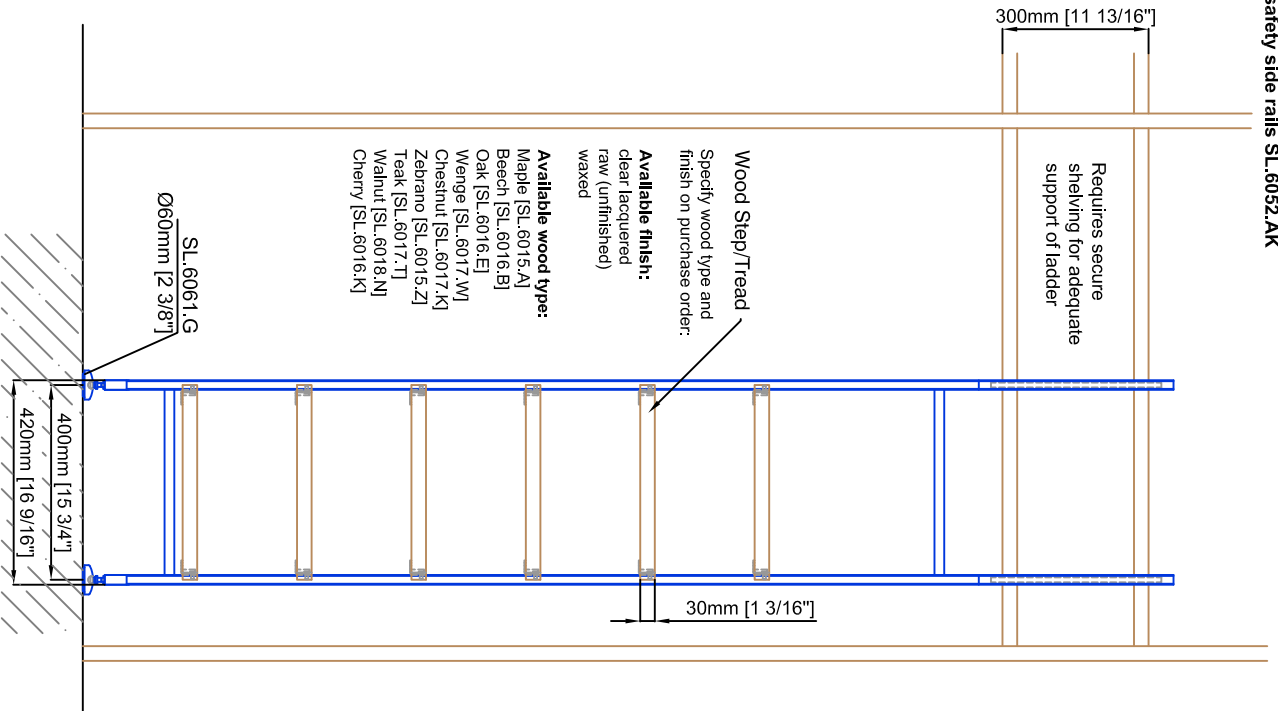 safety side rails SL.6052.AK
300mm [11 13/16"]
Requires secure
shelving for adequate
support of ladder
Wood Step/Tread
Specify wood type and
finish on purchase order:
Available finish:
clear lacquered
raw (unfinished)
waxed
Available wood type:
Maple [SL.6015.A]
Beech [SL.6016.B]
Oak [SL.6016.E]
Wenge [SL.6017.W]
Chestnut [SL.6017.K]
Zebrano [SL.6015.Z]
Teak [SL.6017.T]
Walnut [SL.6018.N]
Cherry [SL.6016.K]
SL.6061.G
Ø60mm [2 3/8"]
30mm [1 3/16"]
400mm [15 3/4"]
420mm [16 9/16"]